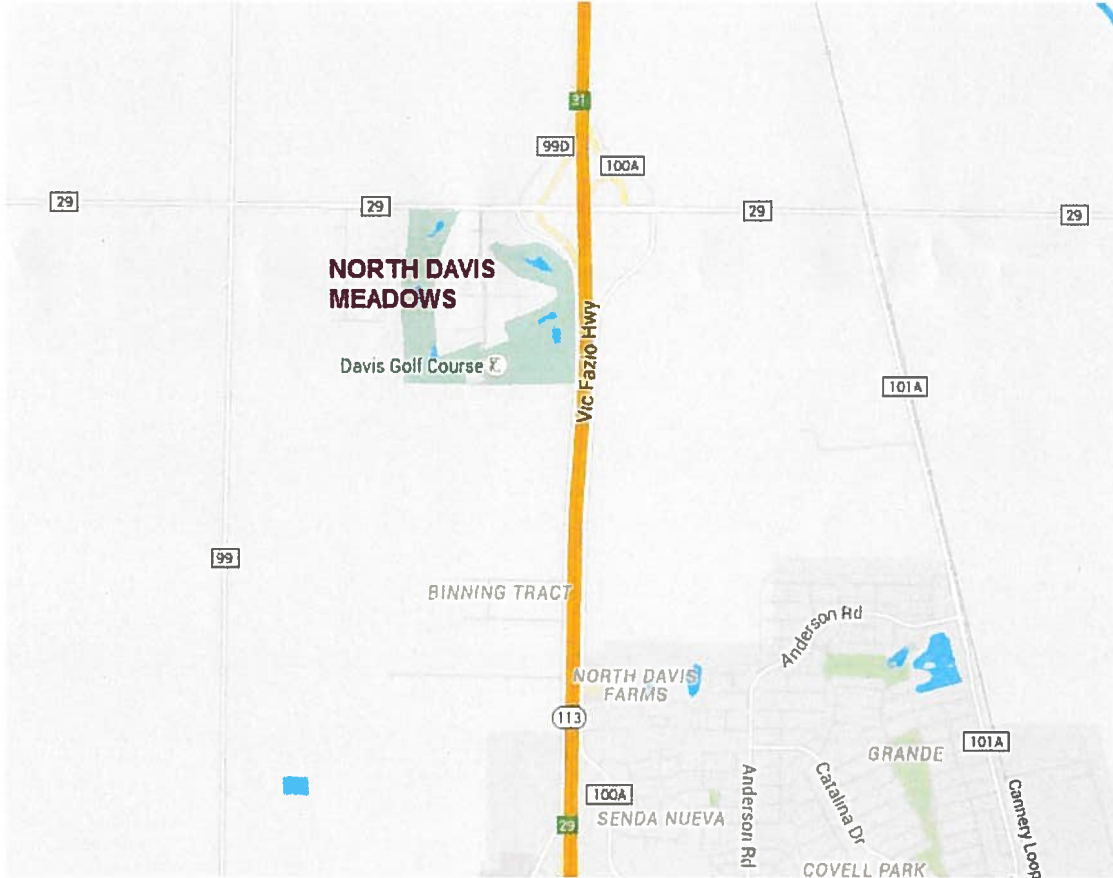 31
99D
100A
29
29
29
29
NORTH DAVIS
MEADOWS
Vic Fazio Hwy
Davis Golf Course
101A
99
BINNING TRACT
Anderson Rd
NORTH DAVIS
FARMS
113
101A
GRANDE
100A
Anderson Rd
Catalina Dr
Cannery Loop
SENDA NUEVA
29
COVELL PARK